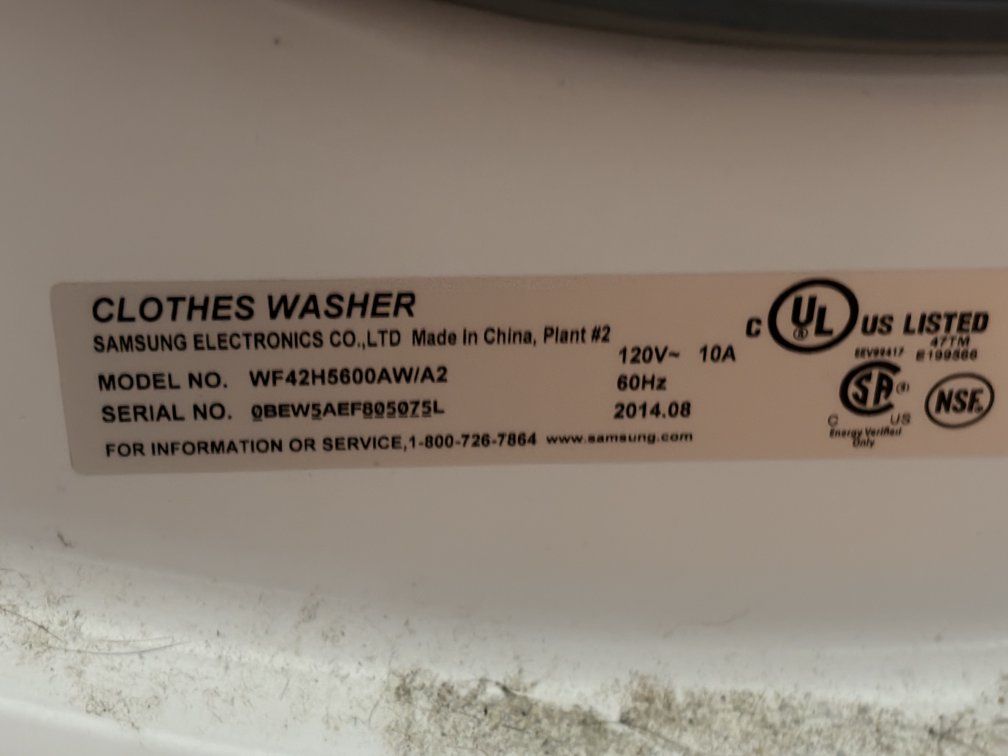 CLOTHES WASHER
SAMSUNG ELECTRONICS CO.,LTD Made in China, Plant #2
120V~ 10A
MODEL NO. WF42H5600AW/A2
60Hz
SERIAL NO. 0BEW5AEF805075L
2014.08
FOR INFORMATION OR SERVICE,1-800-726-7864 www.samsung.com
C UL ® US LISTED
47TM
EEV99417 E199566
SA ®
C US
Energy Verified
Only
NSF.